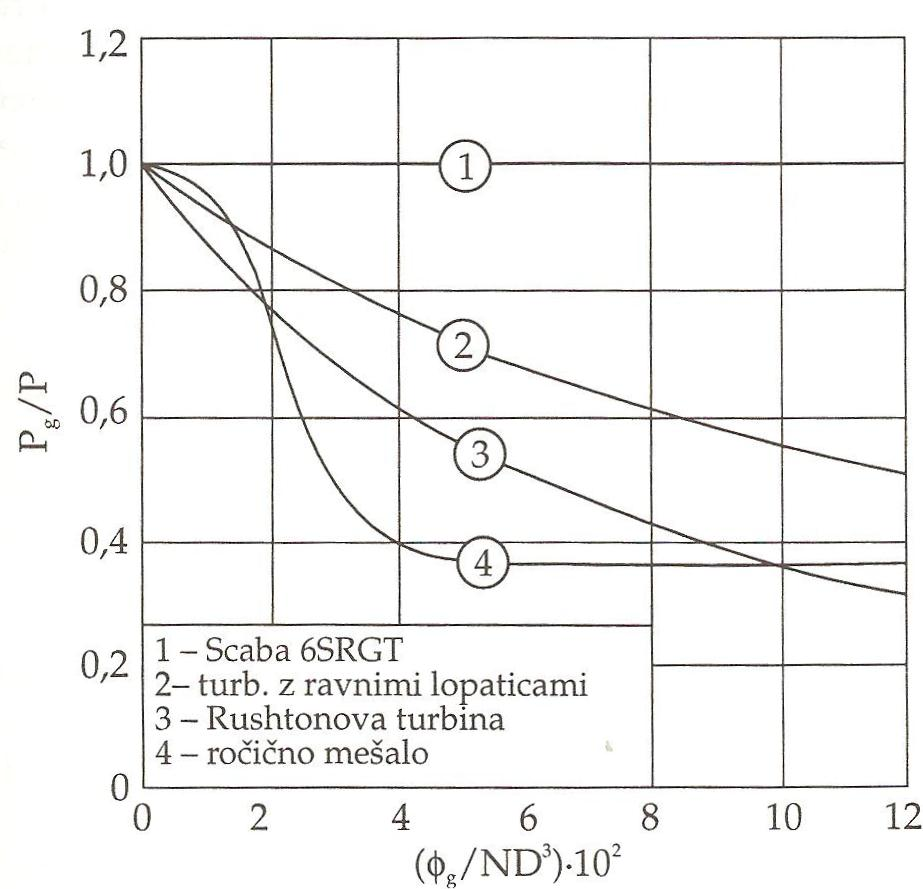 1,2
1,0
0,8
0,6
0,4
0,2
0
P_g/P
1
2
3
4
1 – Scaba 6SRGT
2– turb. z ravnimi lopaticami
3 – Rushtonova turbina
4 – ročično mešalo
0 2 4 6 8 10 12
(ϕ_g/ND³)·10²